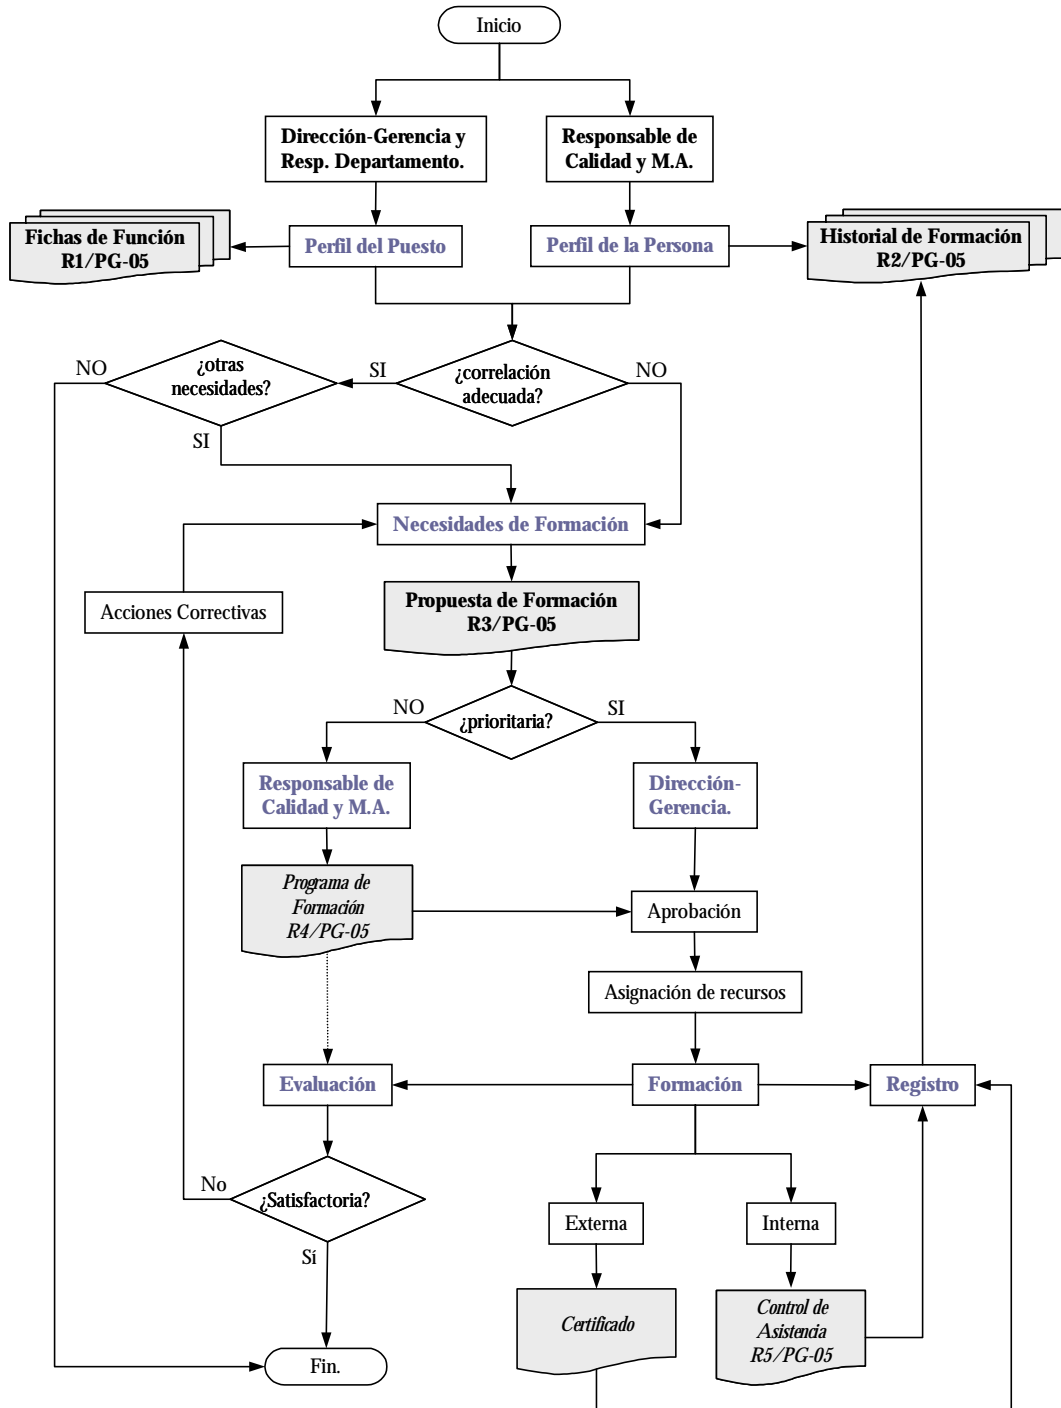 Inicio
Dirección-Gerencia y
Resp. Departamento.
Responsable de
Calidad y M.A.
Fichas de Función
R1/PG-05
Perfil del Puesto
Perfil de la Persona
Historial de Formación
R2/PG-05
NO
¿otras
necesidades?
SI
¿correlación
adecuada?
NO
SI
Necesidades de Formación
Acciones Correctivas
Propuesta de Formación
R3/PG-05
NO
¿prioritaria?
SI
Responsable de
Calidad y M.A.
Dirección-
Gerencia.
Programa de
Formación
R4/PG-05
Aprobación
Asignación de recursos
Evaluación
Formación
Registro
No
¿Satisfactoria?
Sí
Externa
Interna
Certificado
Control de
Asistencia
R5/PG-05
Fin.